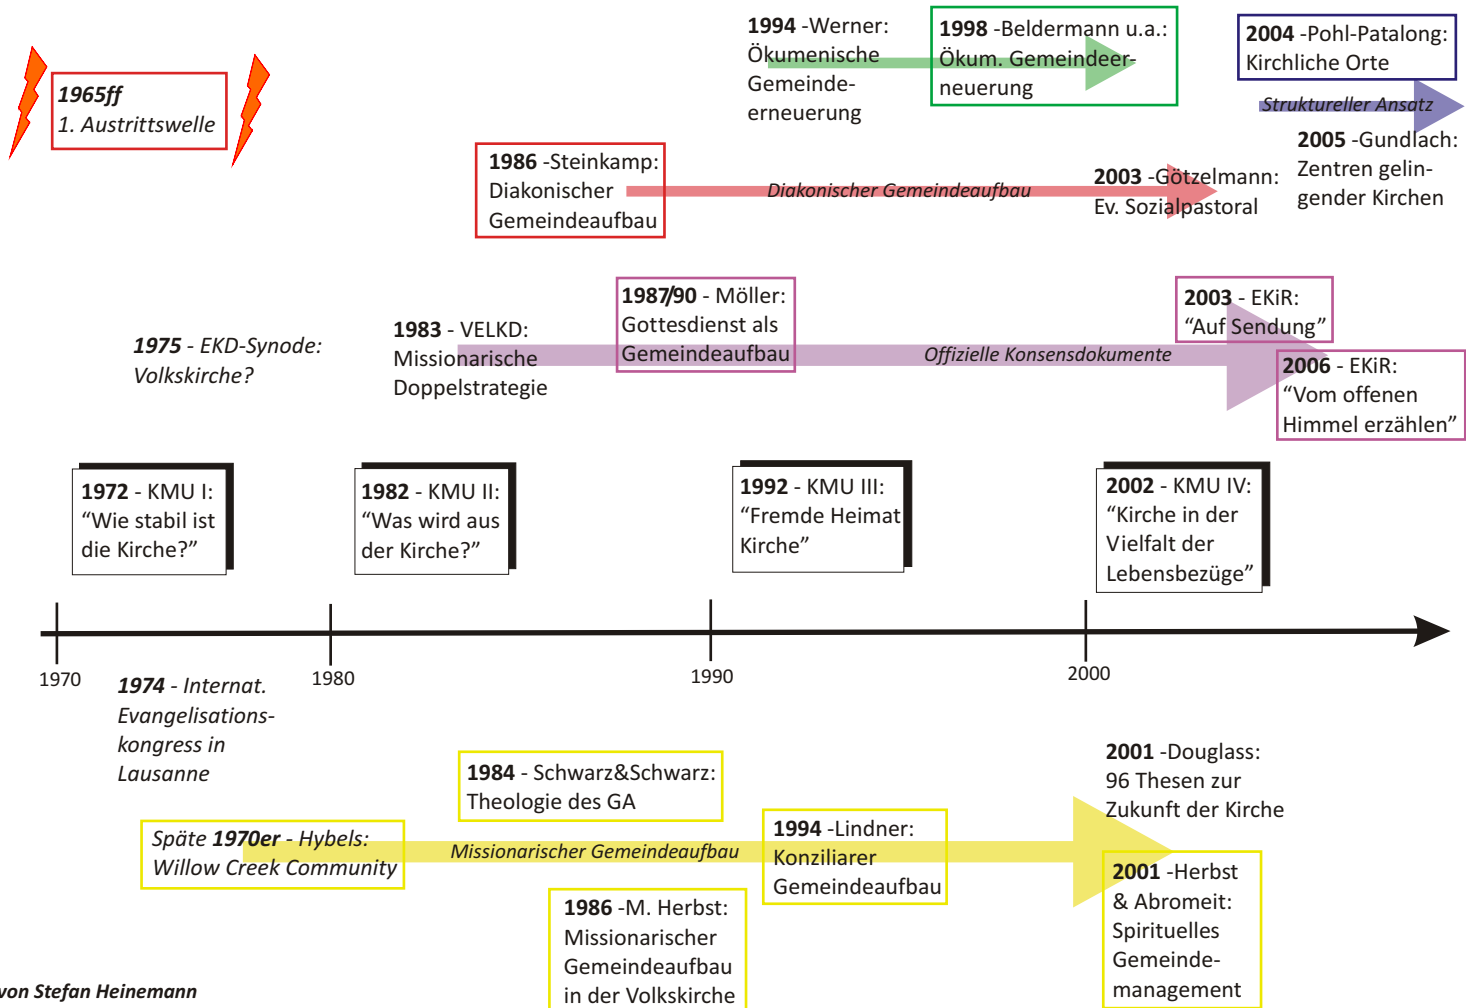 1965ff
1. Austrittswelle
1994 -Werner:
Ökumenische
Gemeinde-
erneuerung
1998 -Beldermann u.a.:
Ökum. Gemeindeer-
neuerung
2004 -Pohl-Patalong:
Kirchliche Orte
Struktureller Ansatz
2005 -Gundlach:
Zentren gelin-
gender Kirchen
1986 -Steinkamp:
Diakonischer
Gemeindeaufbau
Diakonischer Gemeindeaufbau
2003 -Götzelmann:
Ev. Sozialpastoral
1975 - EKD-Synode:
Volkskirche?
1983 - VELKD:
Missionarische
Doppelstrategie
1987/90 - Möller:
Gottesdienst als
Gemeindeaufbau
Offizielle Konsensdokumente
2003 - EKiR:
“Auf Sendung”
2006 - EKiR:
“Vom offenen
Himmel erzählen”
1972 - KMU I:
“Wie stabil ist
die Kirche?”
1982 - KMU II:
“Was wird aus
der Kirche?”
1992 - KMU III:
“Fremde Heimat
Kirche”
2002 - KMU IV:
“Kirche in der
Vielfalt der
Lebensbezüge”
1970
1980
1990
2000
1974 - Internat.
Evangelisations-
kongress in
Lausanne
Späte 1970er - Hybels:
Willow Creek Community
1984 - Schwarz&Schwarz:
Theologie des GA
Missionarischer Gemeindeaufbau
1986 -M. Herbst:
Missionarischer
Gemeindeaufbau
in der Volkskirche
1994 -Lindner:
Konziliarer
Gemeindeaufbau
2001 -Douglass:
96 Thesen zur
Zukunft der Kirche
2001 -Herbst
& Abromeit:
Spirituelles
Gemeinde-
management
von Stefan Heinemann